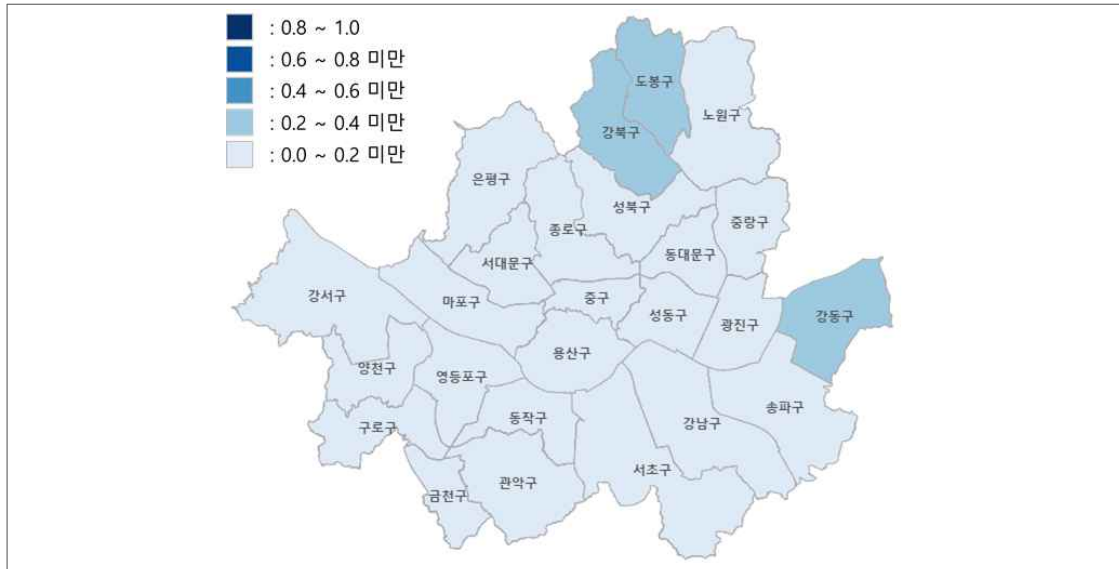 : 0.8 ~ 1.0
: 0.6 ~ 0.8 미만
: 0.4 ~ 0.6 미만
: 0.2 ~ 0.4 미만
: 0.0 ~ 0.2 미만
도봉구
노원구
강북구
은평구
성북구
중랑구
종로구
동대문구
서대문구
강서구
마포구
중구
성동구
광진구
강동구
용산구
양천구
영등포구
송파구
동작구
강남구
구로구
서초구
관악구
금천구